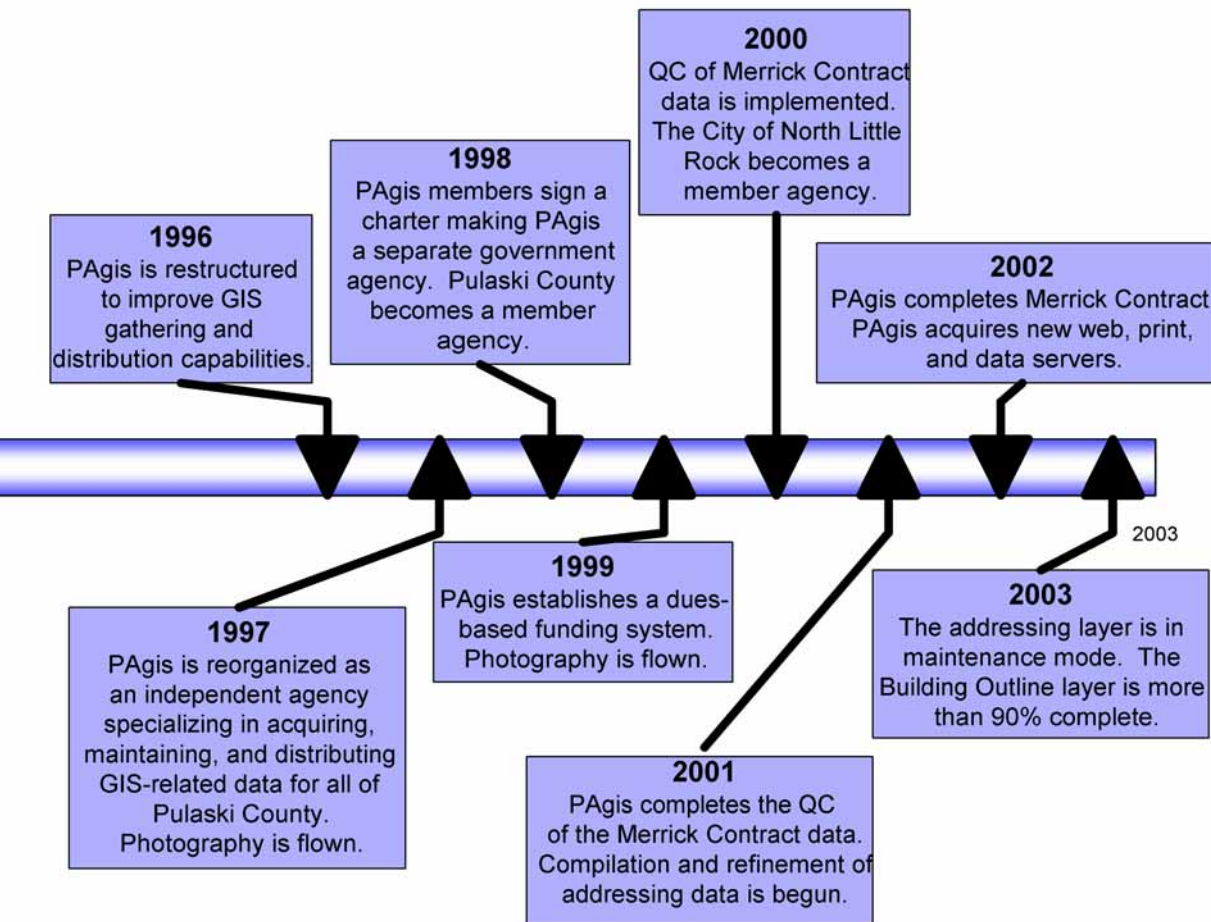 1996
PAgis is restructured
to improve GIS
gathering and
distribution capabilities.
1997
PAgis is reorganized as
an independent agency
specializing in acquiring,
maintaining, and distributing
GIS-related data for all of
Pulaski County.
Photography is flown.
1998
PAgis members sign a
charter making PAgis
a separate government
agency.  Pulaski County
becomes a member
agency.
1999
PAgis establishes a dues-
based funding system.
Photography is flown.
2000
QC of Merrick Contract
data is implemented.
The City of North Little
Rock becomes a
member agency.
2001
PAgis completes the QC
of the Merrick Contract data.
Compilation and refinement of
addressing data is begun.
2002
PAgis completes Merrick Contract
PAgis acquires new web, print,
and data servers.
2003
2003
The addressing layer is in
maintenance mode.  The
Building Outline layer is more
than 90% complete.